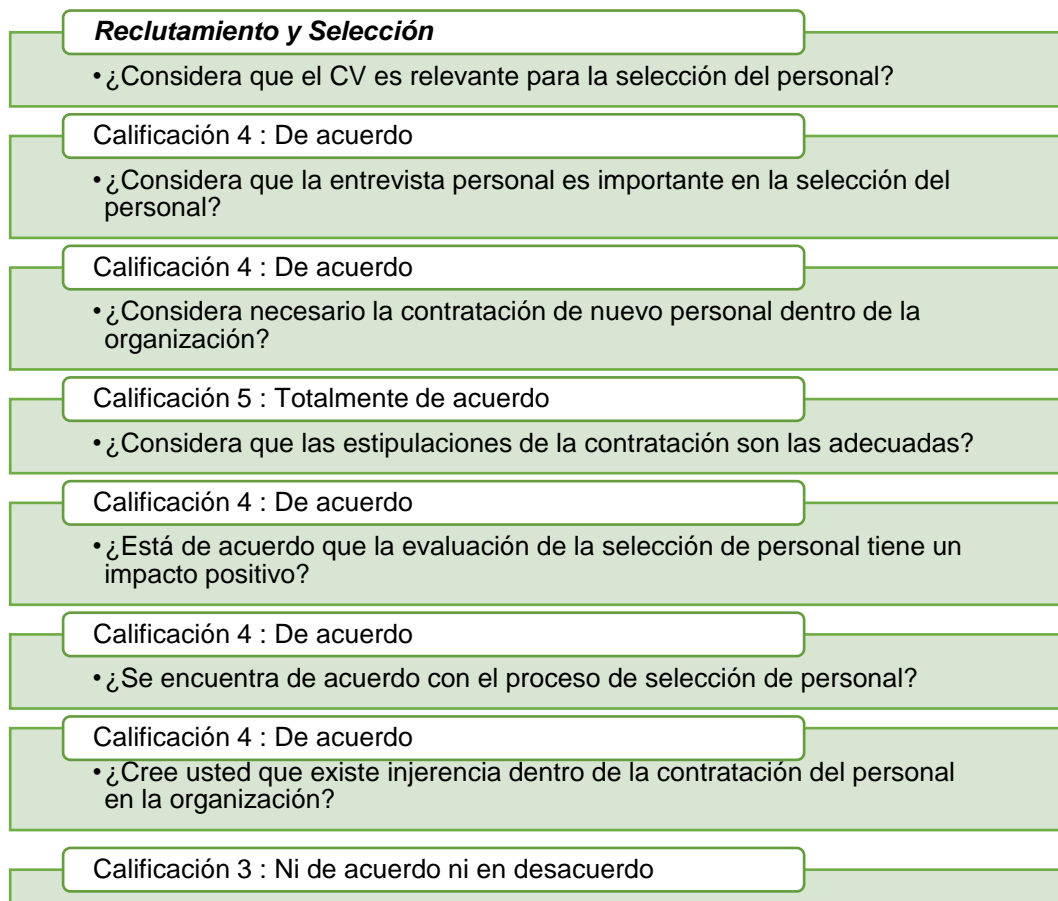 Reclutamiento y Selección
•¿Considera que el CV es relevante para la selección del personal?
Calificación 4 : De acuerdo
•¿Considera que la entrevista personal es importante en la selección del
personal?
Calificación 4 : De acuerdo
•¿Considera necesario la contratación de nuevo personal dentro de la
organización?
Calificación 5 : Totalmente de acuerdo
•¿Considera que las estipulaciones de la contratación son las adecuadas?
Calificación 4 : De acuerdo
•¿Está de acuerdo que la evaluación de la selección de personal tiene un
impacto positivo?
Calificación 4 : De acuerdo
•¿Se encuentra de acuerdo con el proceso de selección de personal?
Calificación 4 : De acuerdo
•¿Cree usted que existe injerencia dentro de la contratación del personal
en la organización?
Calificación 3 : Ni de acuerdo ni en desacuerdo